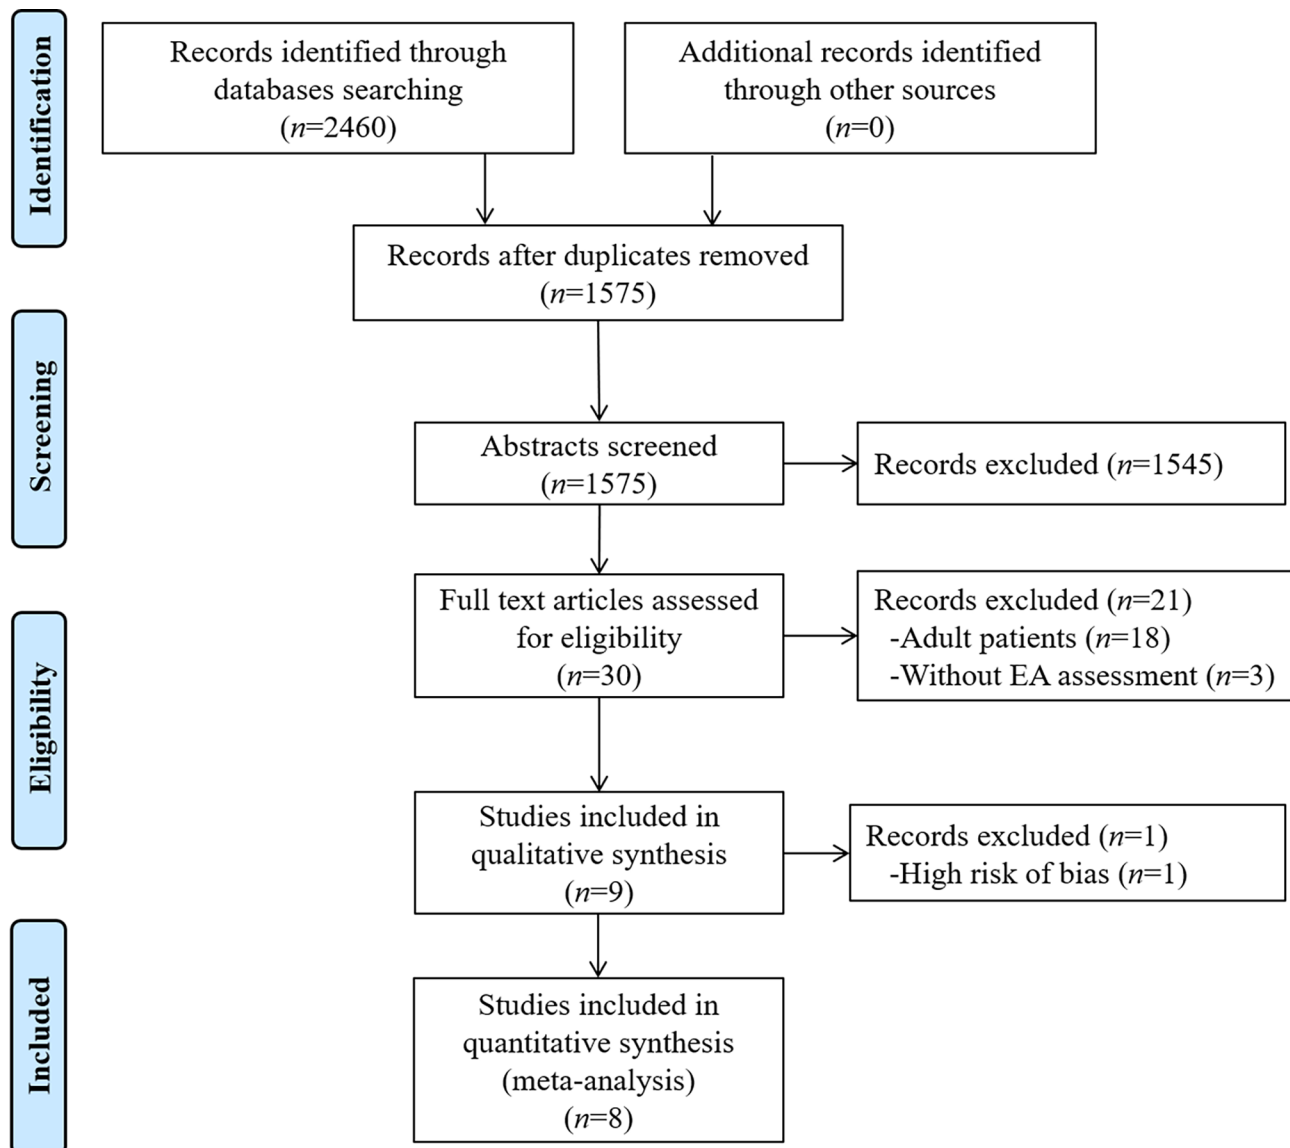 Identification
Records identified through
databases searching
(n=2460)
Additional records identified
through other sources
(n=0)
Records after duplicates removed
(n=1575)
Screening
Abstracts screened
(n=1575)
Records excluded (n=1545)
Eligibility
Full text articles assessed
for eligibility
(n=30)
Records excluded (n=21)
-Adult patients (n=18)
-Without EA assessment (n=3)
Studies included in
qualitative synthesis
(n=9)
Records excluded (n=1)
-High risk of bias (n=1)
Included
Studies included in
quantitative synthesis
(meta-analysis)
(n=8)